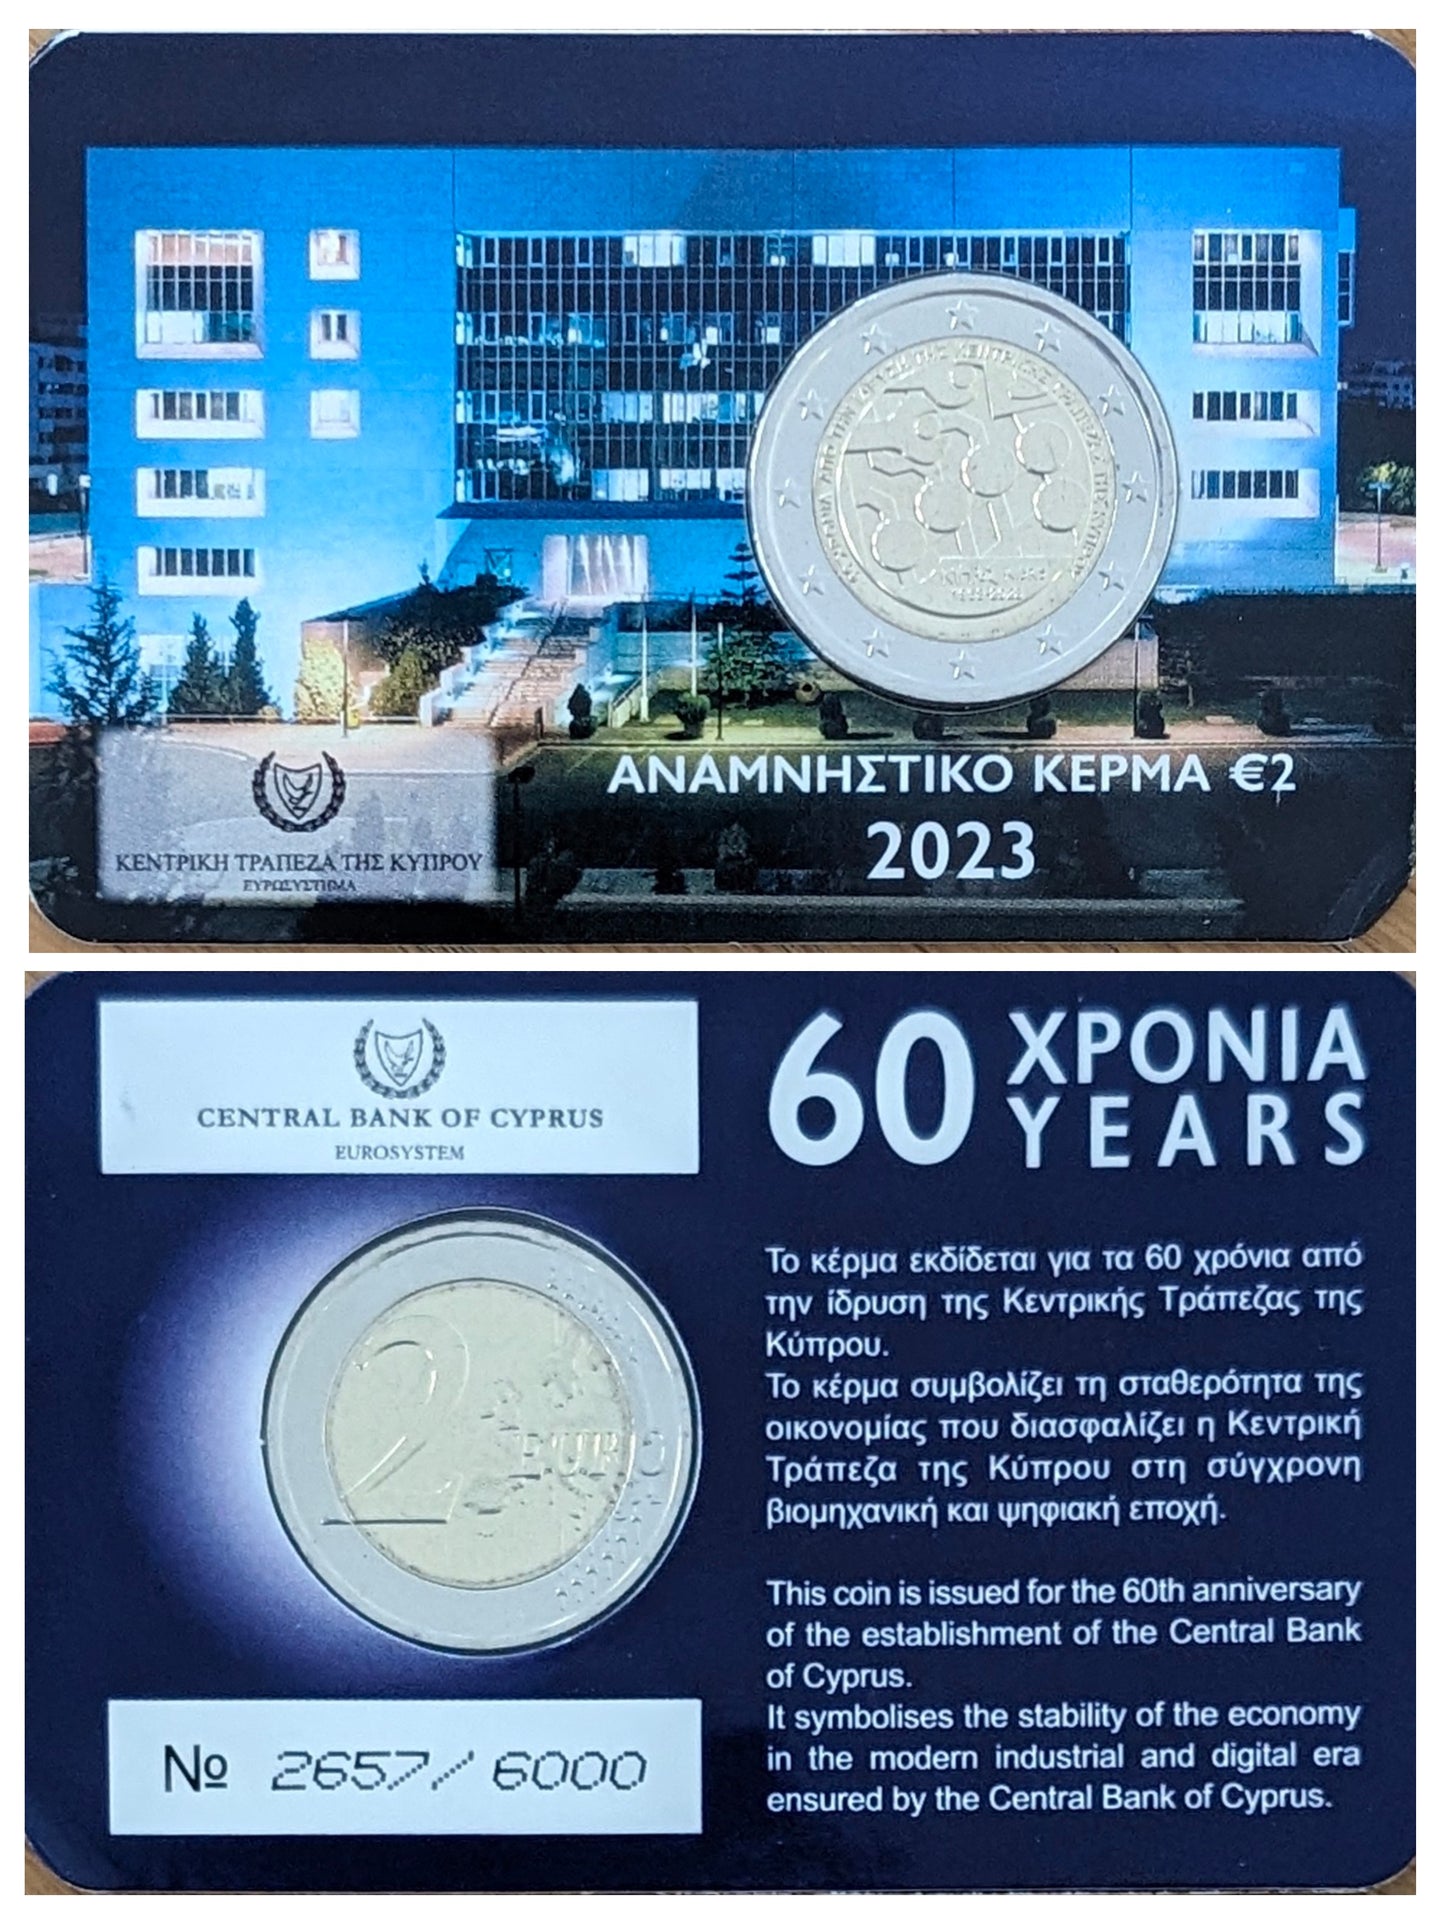 ΑΝΑΜΝΗΣΤΙΚΟ ΚΕΡΜΑ €2
2023
ΚΕΝΤΡΙΚΗ ΤΡΑΠΕΖΑ ΤΗΣ ΚΥΠΡΟΥ
ΕΥΡΩΣΥΣΤΗΜΑ
CENTRAL BANK OF CYPRUS
EUROSYSTEM
60 ΧΡΟΝΙΑ
YEARS
2 EURO
Το κέρμα εκδίδεται για τα 60 χρόνια από
την ίδρυση της Κεντρικής Τράπεζας της
Κύπρου.
Το κέρμα συμβολίζει τη σταθερότητα της
οικονομίας που διασφαλίζει η Κεντρική
Τράπεζα της Κύπρου στη σύγχρονη
βιομηχανική και ψηφιακή εποχή.
This coin is issued for the 60th anniversary
of the establishment of the Central Bank
of Cyprus.
It symbolises the stability of the economy
in the modern industrial and digital era
ensured by the Central Bank of Cyprus.
Nº 2657/6000